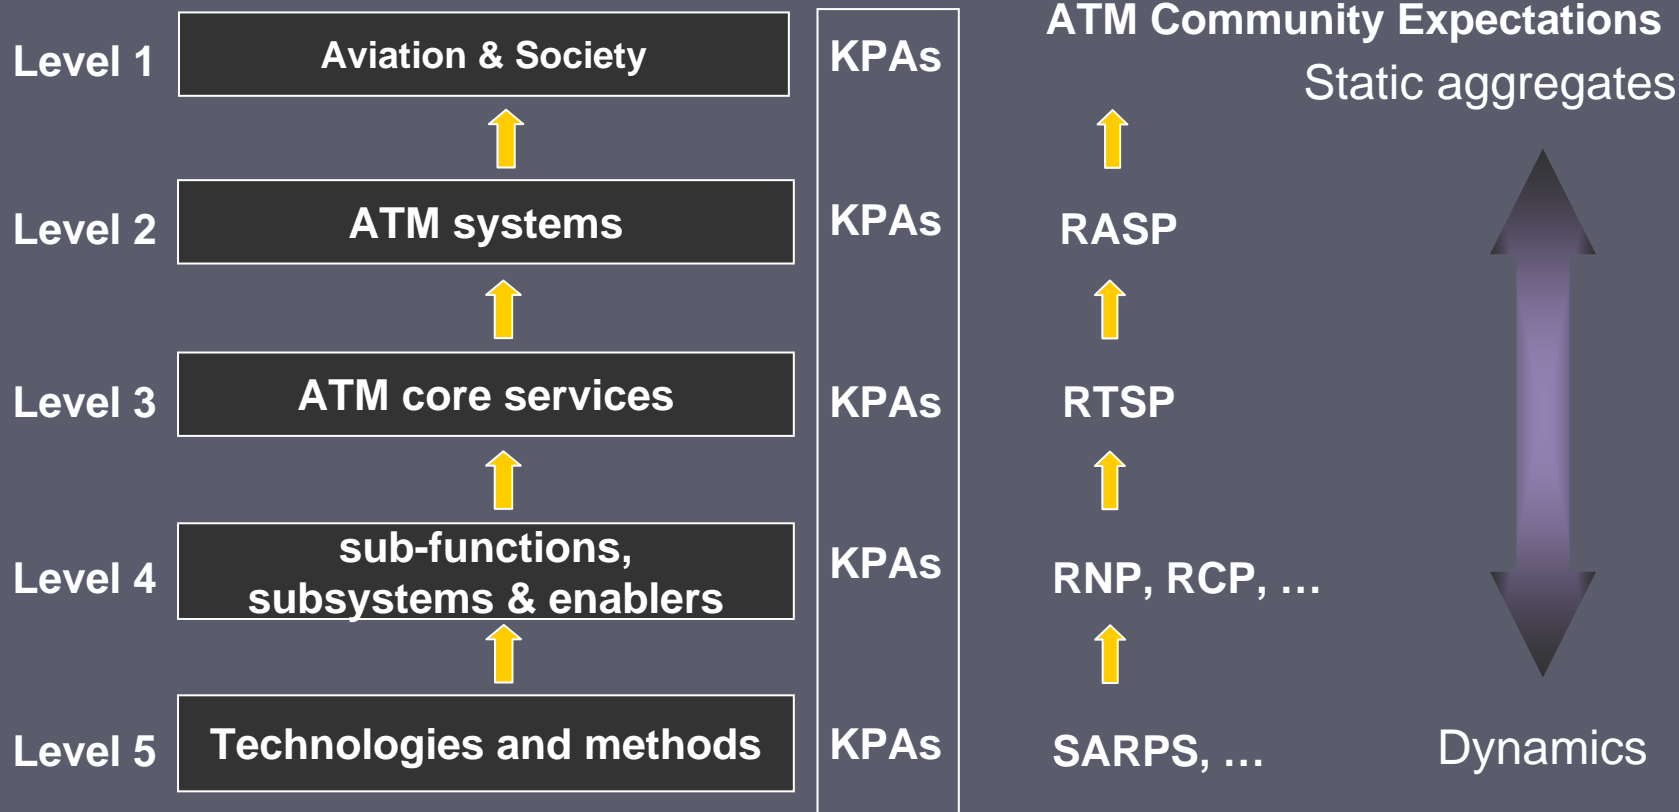 ATM Community Expectations
Level 1
Aviation & Society
KPAs
Static aggregates
Level 2
ATM systems
KPAs
RASP
Level 3
ATM core services
KPAs
RTSP
Level 4
sub-functions,
subsystems & enablers
KPAs
RNP, RCP, ...
Level 5
Technologies and methods
KPAs
SARPS, ...
Dynamics